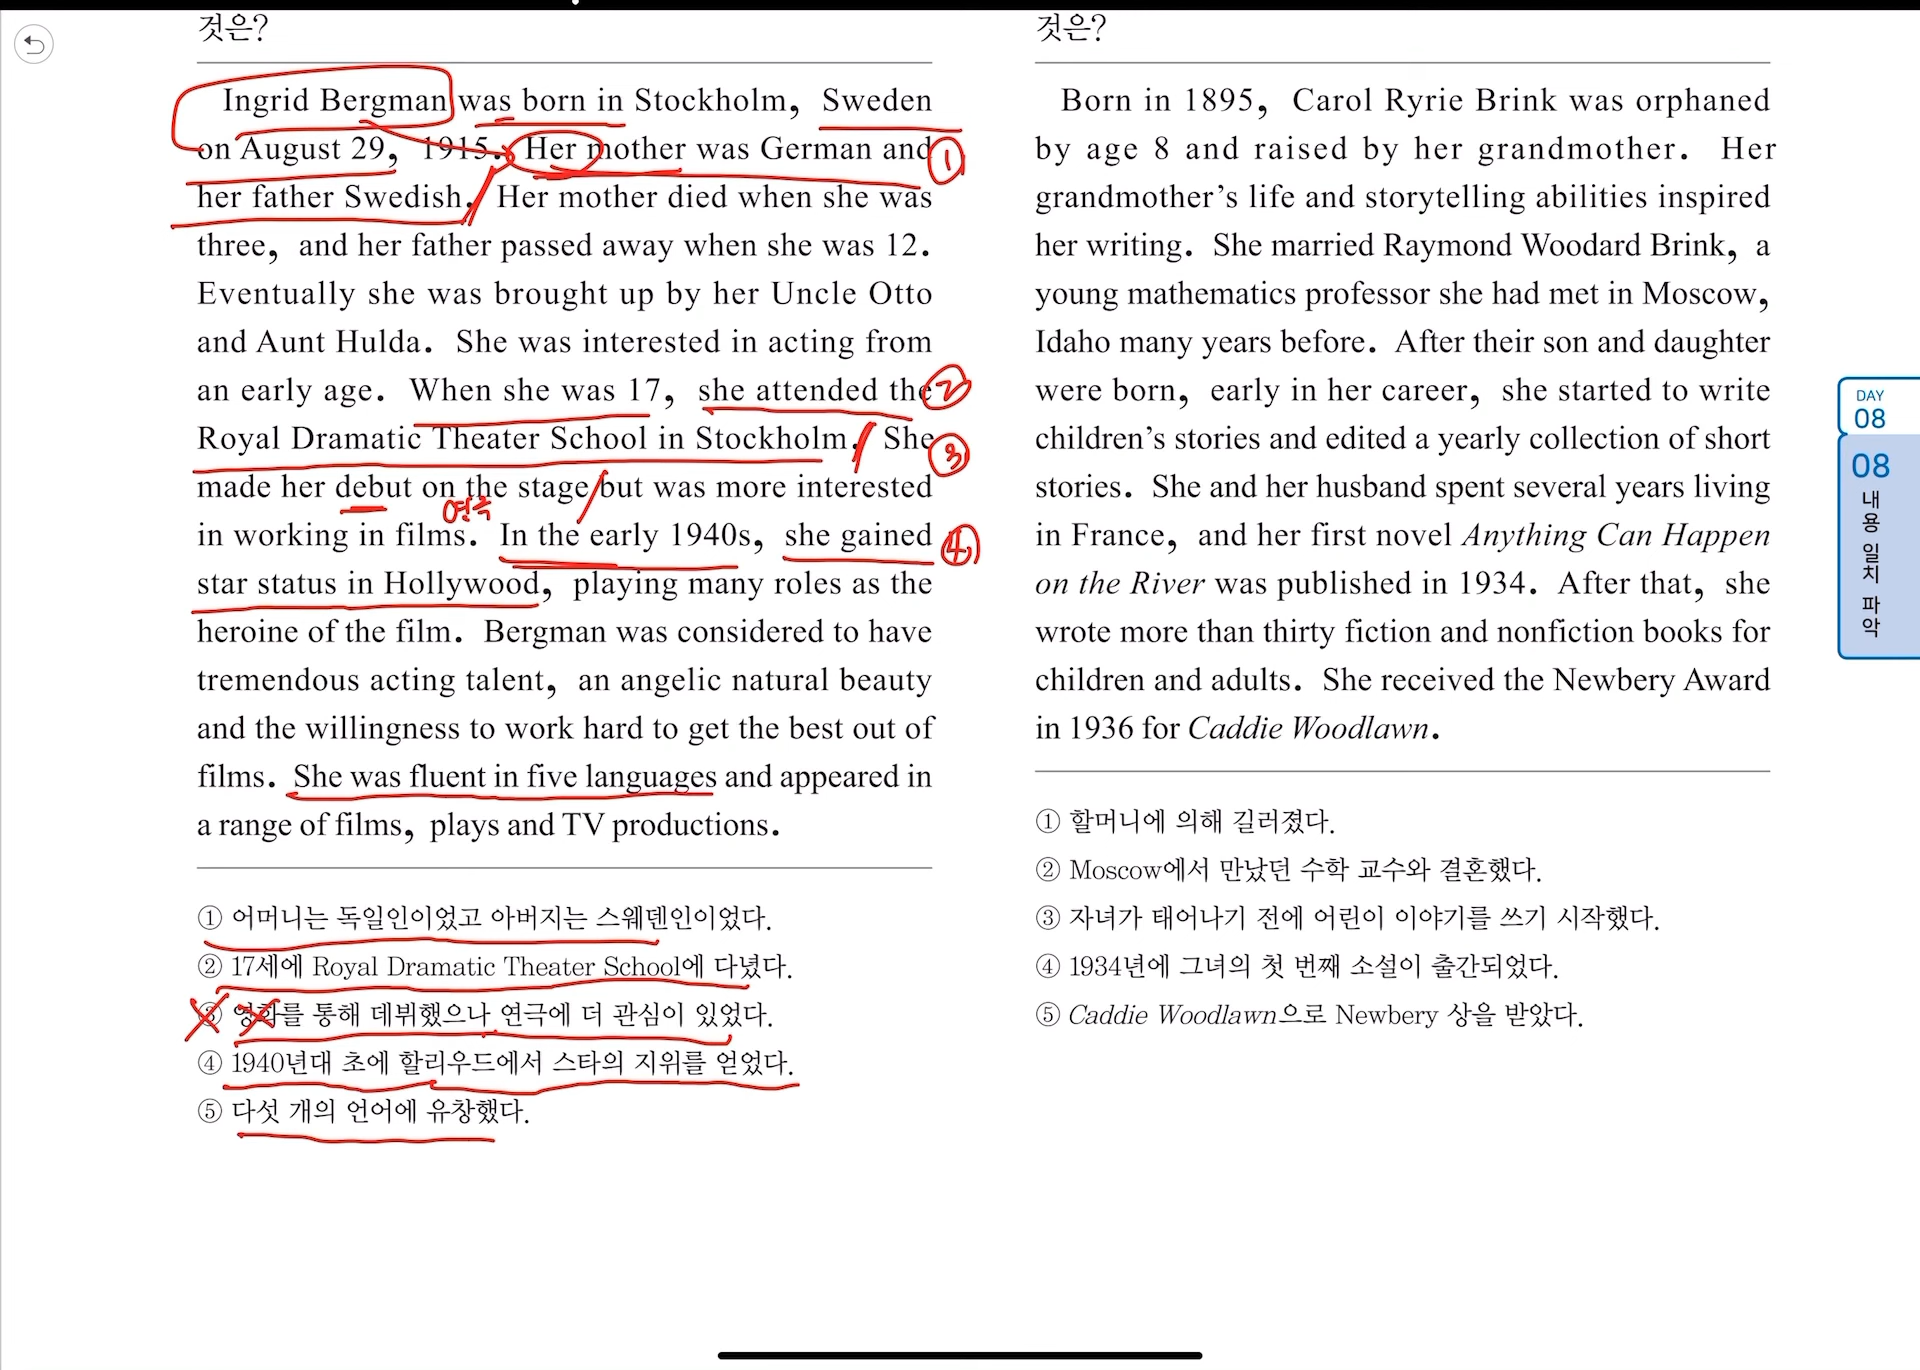 것은?
Ingrid Bergman was born in Stockholm, Sweden
on August 29, 1915. Her mother was German and ①
her father Swedish. Her mother died when she was
three, and her father passed away when she was 12.
Eventually she was brought up by her Uncle Otto
and Aunt Hulda. She was interested in acting from
an early age. When she was 17, she attended the ②
Royal Dramatic Theater School in Stockholm. She ③
made her debut on the stage but was more interested
연극
in working in films. In the early 1940s, she gained ④
star status in Hollywood, playing many roles as the
heroine of the film. Bergman was considered to have
tremendous acting talent, an angelic natural beauty
and the willingness to work hard to get the best out of
films. She was fluent in five languages and appeared in
a range of films, plays and TV productions.
① 어머니는 독일인이었고 아버지는 스웨덴인이었다.
② 17세에 Royal Dramatic Theater School에 다녔다.
③ 영화를 통해 데뷔했으나 연극에 더 관심이 있었다.
④ 1940년대 초에 할리우드에서 스타의 지위를 얻었다.
⑤ 다섯 개의 언어에 유창했다.
것은?
Born in 1895, Carol Ryrie Brink was orphaned
by age 8 and raised by her grandmother. Her
grandmother's life and storytelling abilities inspired
her writing. She married Raymond Woodard Brink, a
young mathematics professor she had met in Moscow,
Idaho many years before. After their son and daughter
were born, early in her career, she started to write
children's stories and edited a yearly collection of short
stories. She and her husband spent several years living
in France, and her first novel Anything Can Happen
on the River was published in 1934. After that, she
wrote more than thirty fiction and nonfiction books for
children and adults. She received the Newbery Award
in 1936 for Caddie Woodlawn.
① 할머니에 의해 길러졌다.
② Moscow에서 만났던 수학 교수와 결혼했다.
③ 자녀가 태어나기 전에 어린이 이야기를 쓰기 시작했다.
④ 1934년에 그녀의 첫 번째 소설이 출간되었다.
⑤ Caddie Woodlawn으로 Newbery 상을 받았다.
DAY
08
08
내용 일치 파악